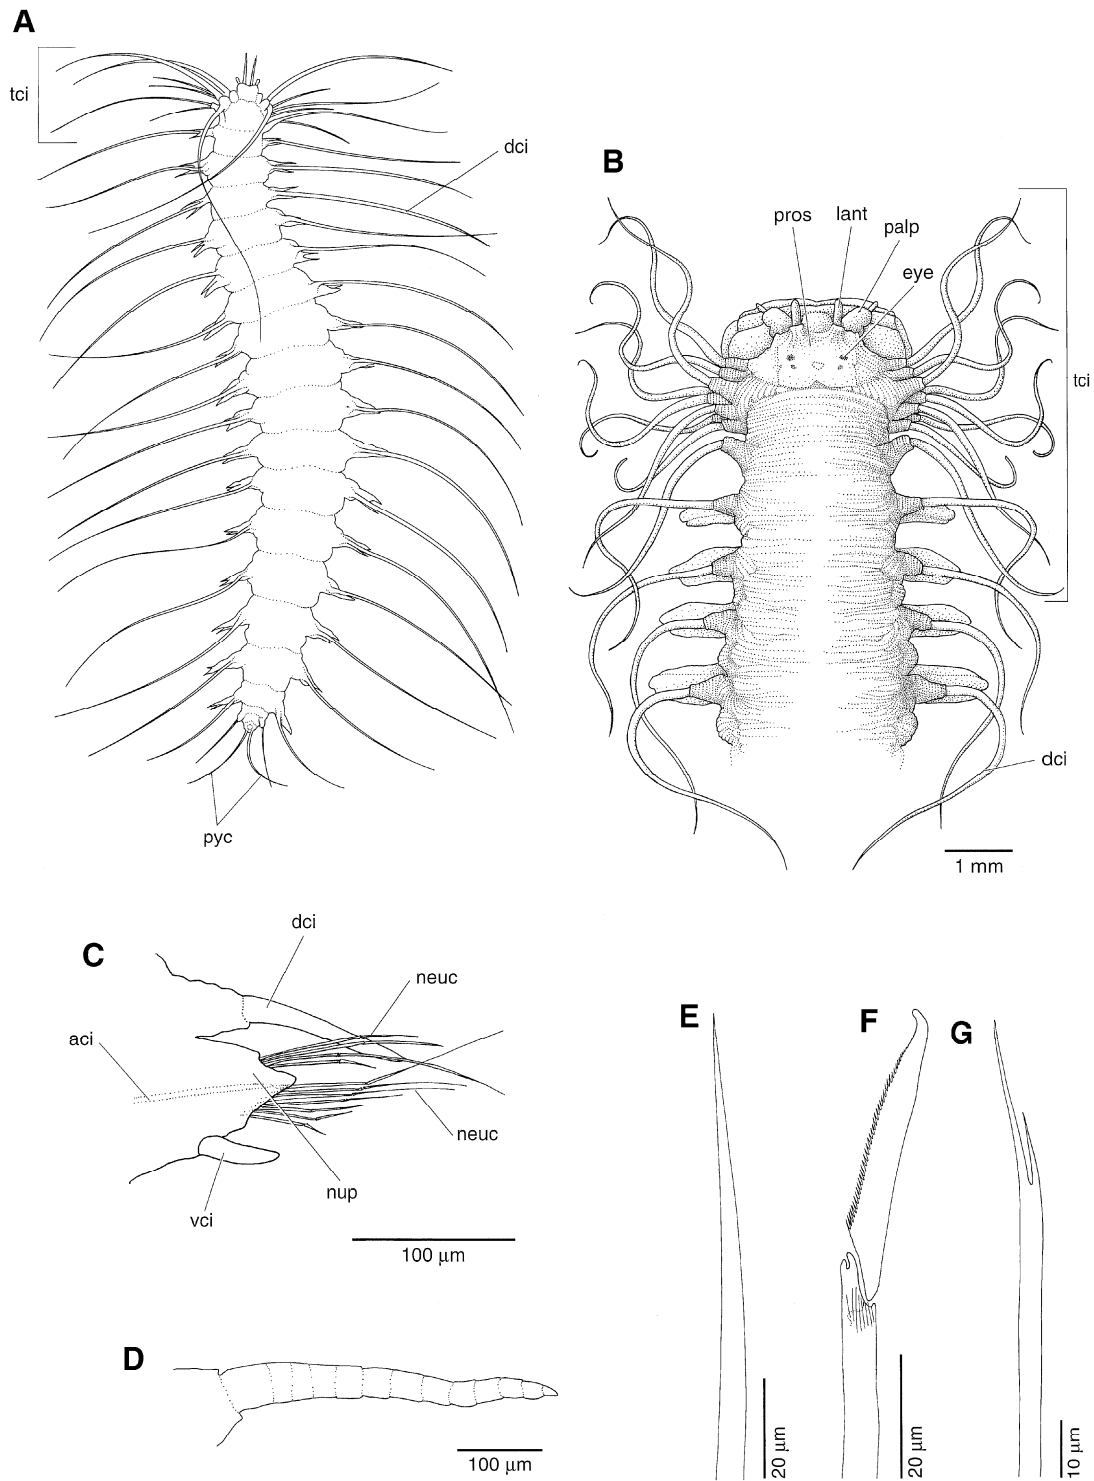 A
tci
dci
pyc
B
pros
lant
palp
eye
tci
dci
1 mm
C
dci
neuc
aci
neuc
nup
vci
100 μm
D
100 μm
E
20 μm
F
20 μm
G
10 μm